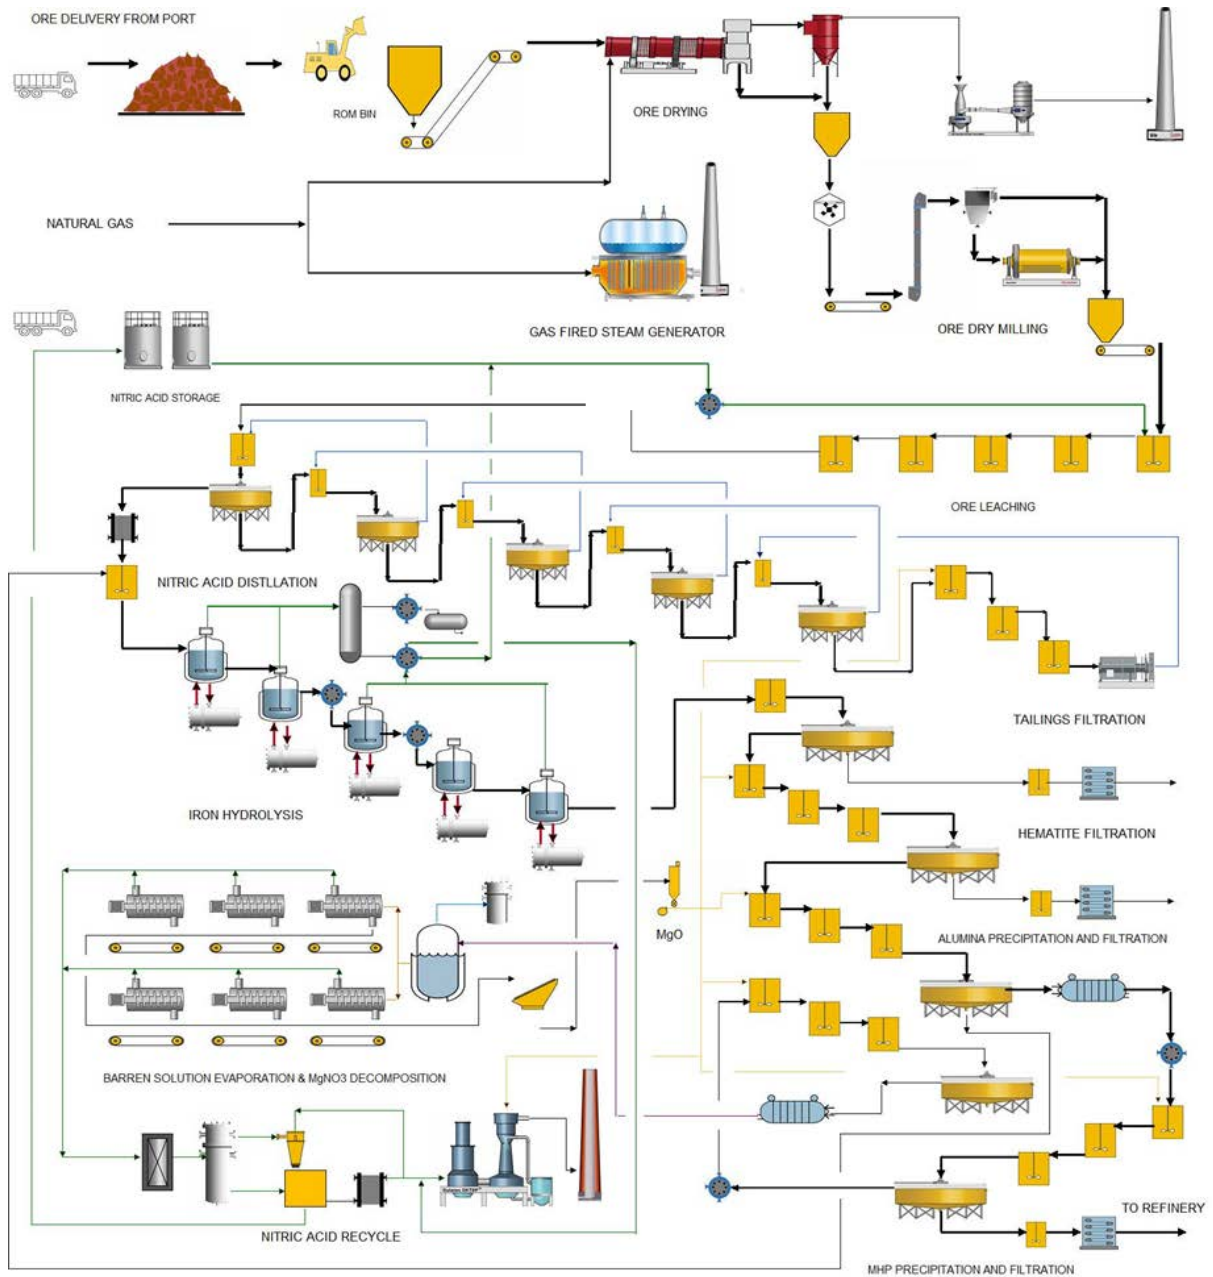 ORE DELIVERY FROM PORT
ROM BIN
ORE DRYING
NATURAL GAS
GAS FIRED STEAM GENERATOR
ORE DRY MILLING
NITRIC ACID STORAGE
ORE LEACHING
NITRIC ACID DISTLLATION
TAILINGS FILTRATION
IRON HYDROLYSIS
HEMATITE FILTRATION
MgO
ALUMINA PRECIPITATION AND FILTRATION
BARREN SOLUTION EVAPORATION & MgNO3 DECOMPOSITION
TO REFINERY
NITRIC ACID RECYCLE
MHP PRECIPITATION AND FILTRATION